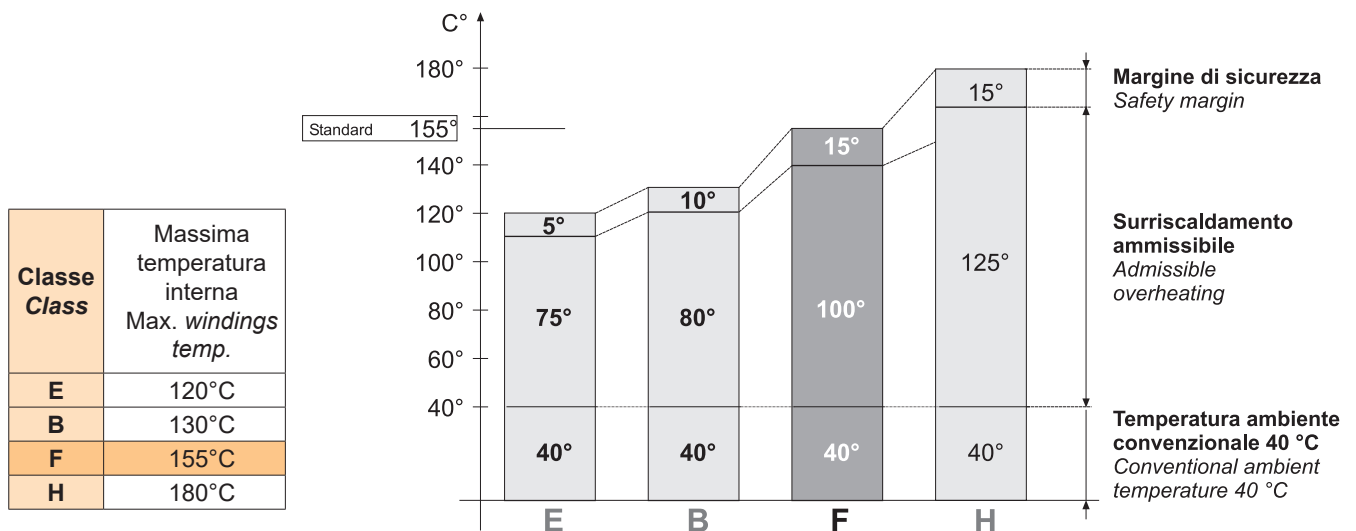 Classe
Class
Massima
temperatura
interna
Max. windings
temp.
E 120°C
B 130°C
F 155°C
H 180°C
C°
180°
Standard 155°
140°
120°
100°
80°
60°
40°
5°
75°
40°
10°
80°
40°
15°
100°
40°
15°
125°
40°
E B F H
Margine di sicurezza
Safety margin
Surriscaldamento
ammissibile
Admissible
overheating
Temperatura ambiente
convenzionale 40 °C
Conventional ambient
temperature 40 °C